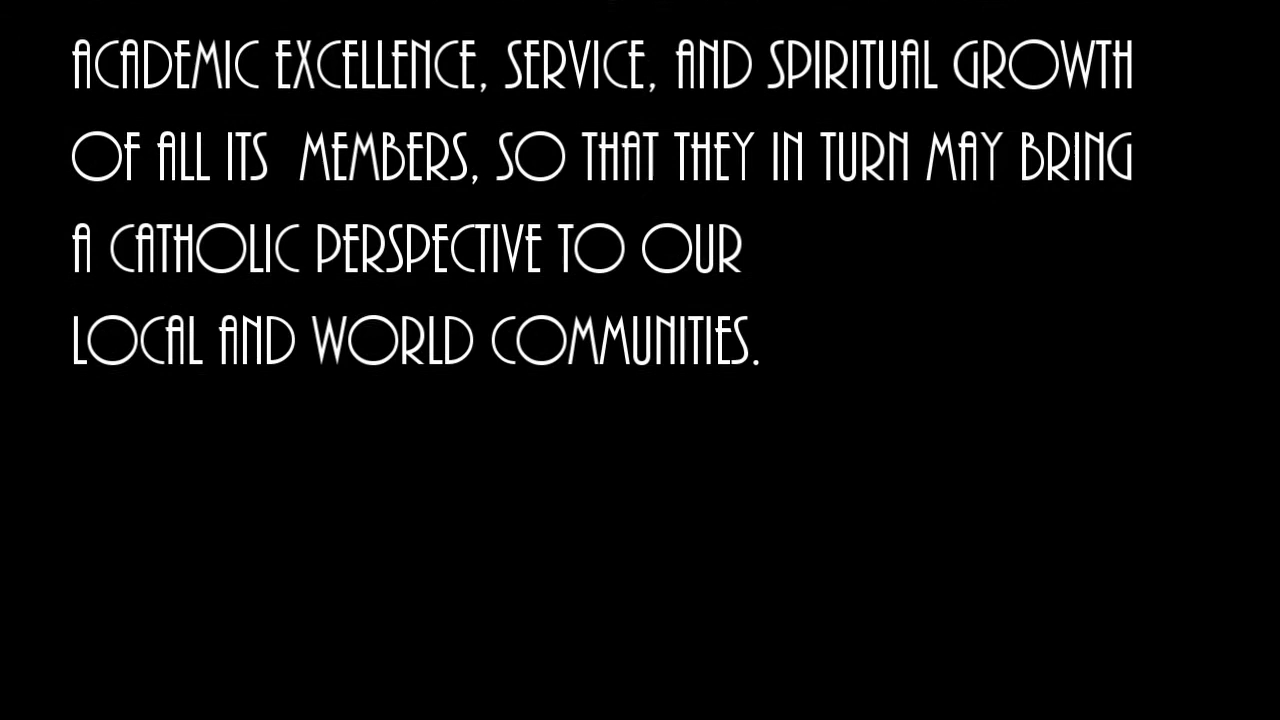 ACADEMIC EXCELLENCE, SERVICE, AND SPIRITUAL GROWTH
OF ALL ITS  MEMBERS, SO THAT THEY IN TURN MAY BRING
A CATHOLIC PERSPECTIVE TO OUR
LOCAL AND WORLD COMMUNITIES.